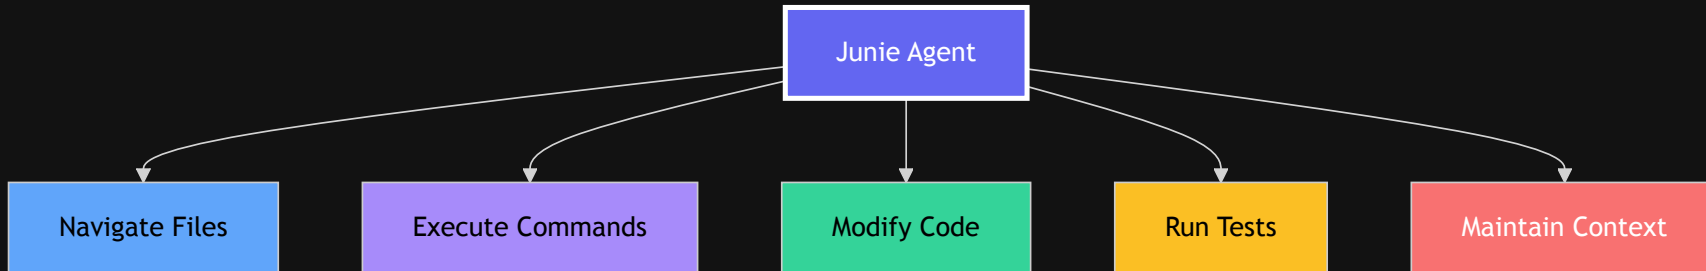 Junie Agent
Navigate Files
Execute Commands
Modify Code
Run Tests
Maintain Context